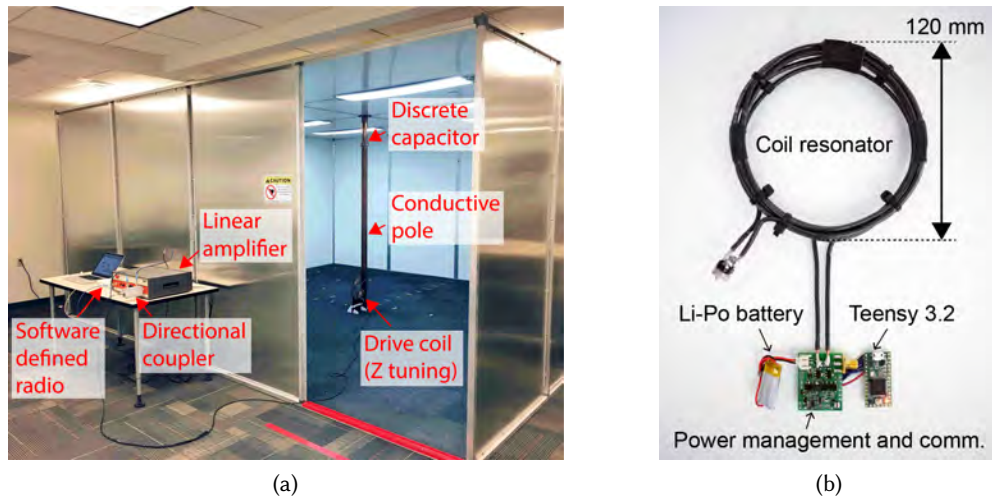 Discrete
capacitor
Conductive
pole
CAUTION
Linear
amplifier
Software
defined
radio
Directional
coupler
Drive coil
(Z tuning)
(a)
120 mm
Coil resonator
Li-Po battery
Teensy 3.2
Power management and comm.
(b)